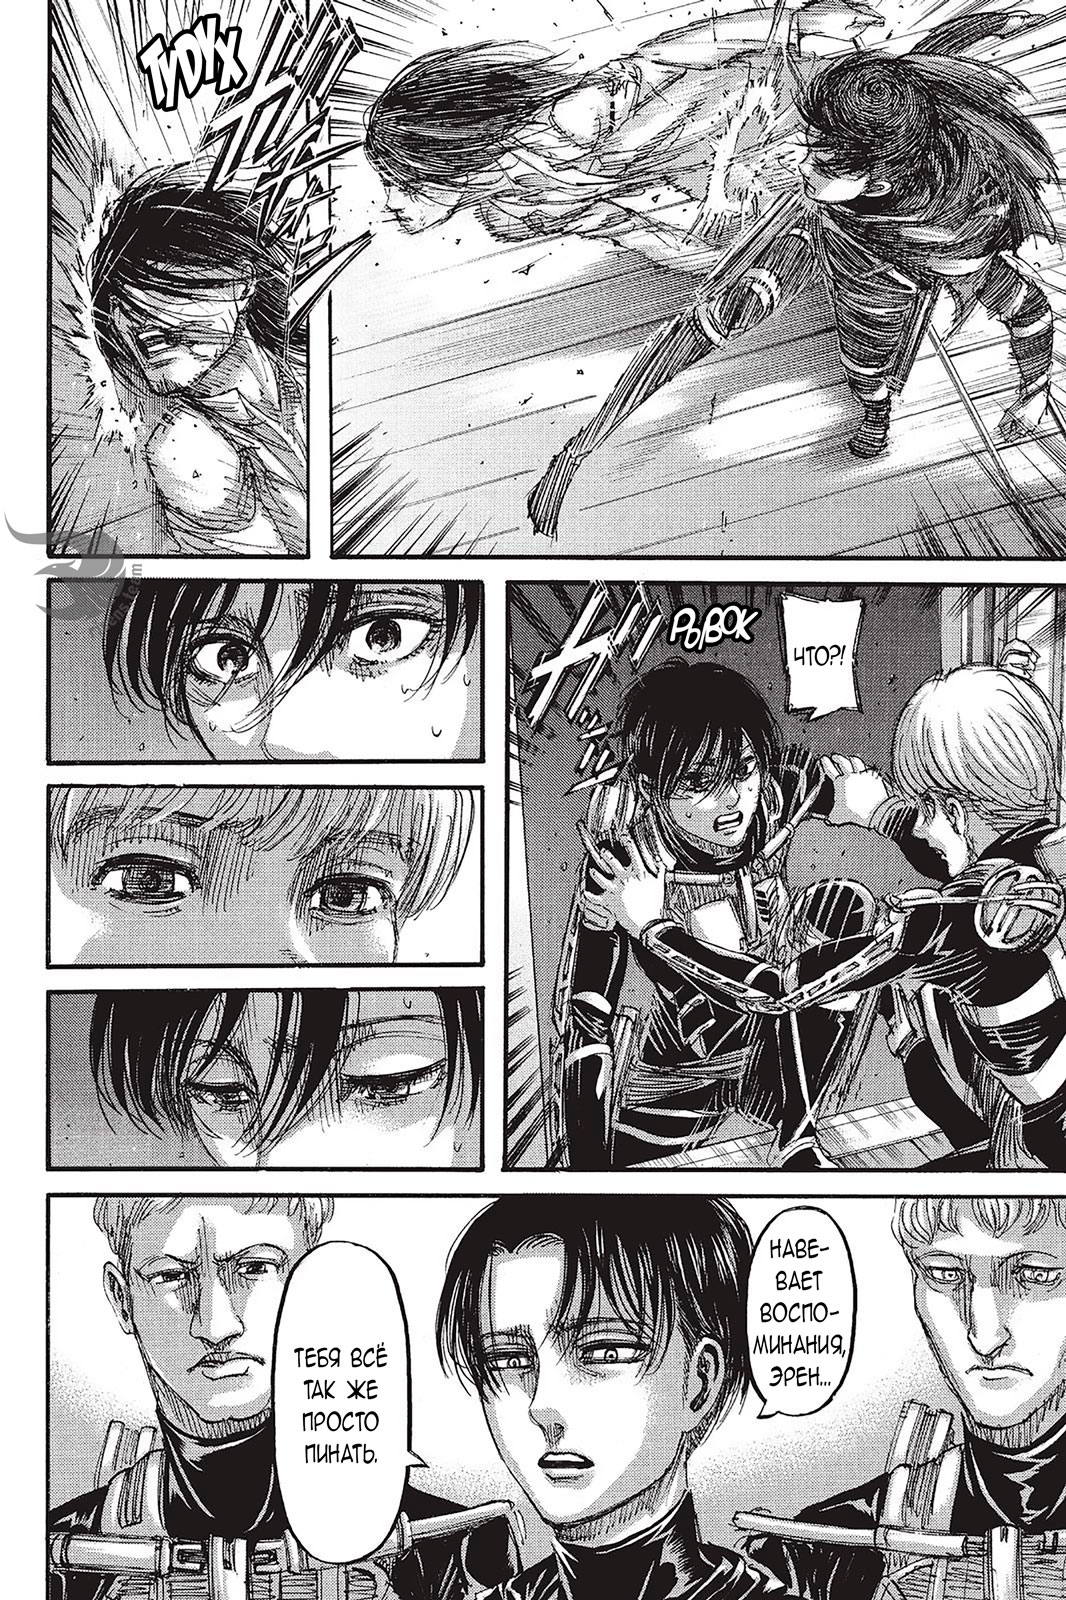 ТУДУХ
РЫВОК
ЧТО?!
НАВЕ-
ВАЕТ
ВОСПО-
МИНАНИЯ,
ЭРЕН...
ТЕБЯ ВСЁ
ТАК ЖЕ
ПРОСТО
ПИНАТЬ.